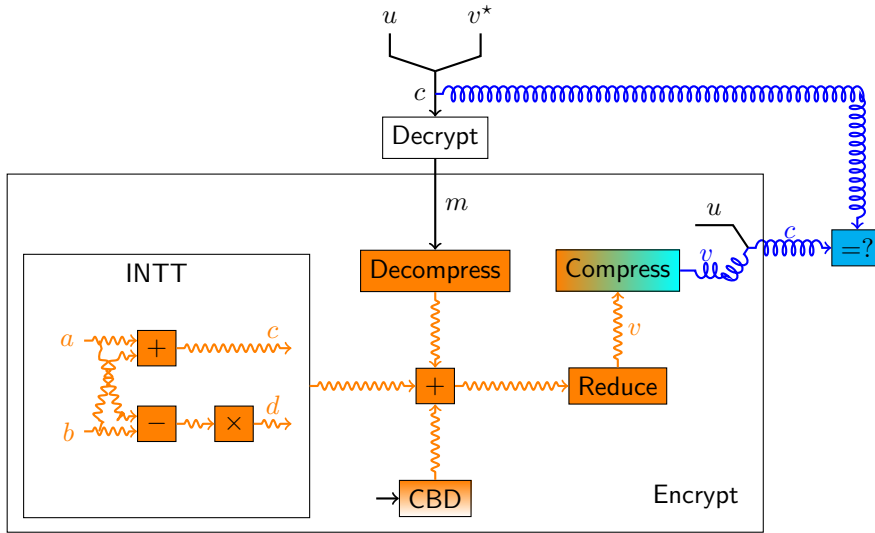 u
v*
c
Decrypt
m
u
Decompress
Compress
v
c
=?
INTT
a
+
c
v
+
Reduce
b
−
×
d
CBD
Encrypt